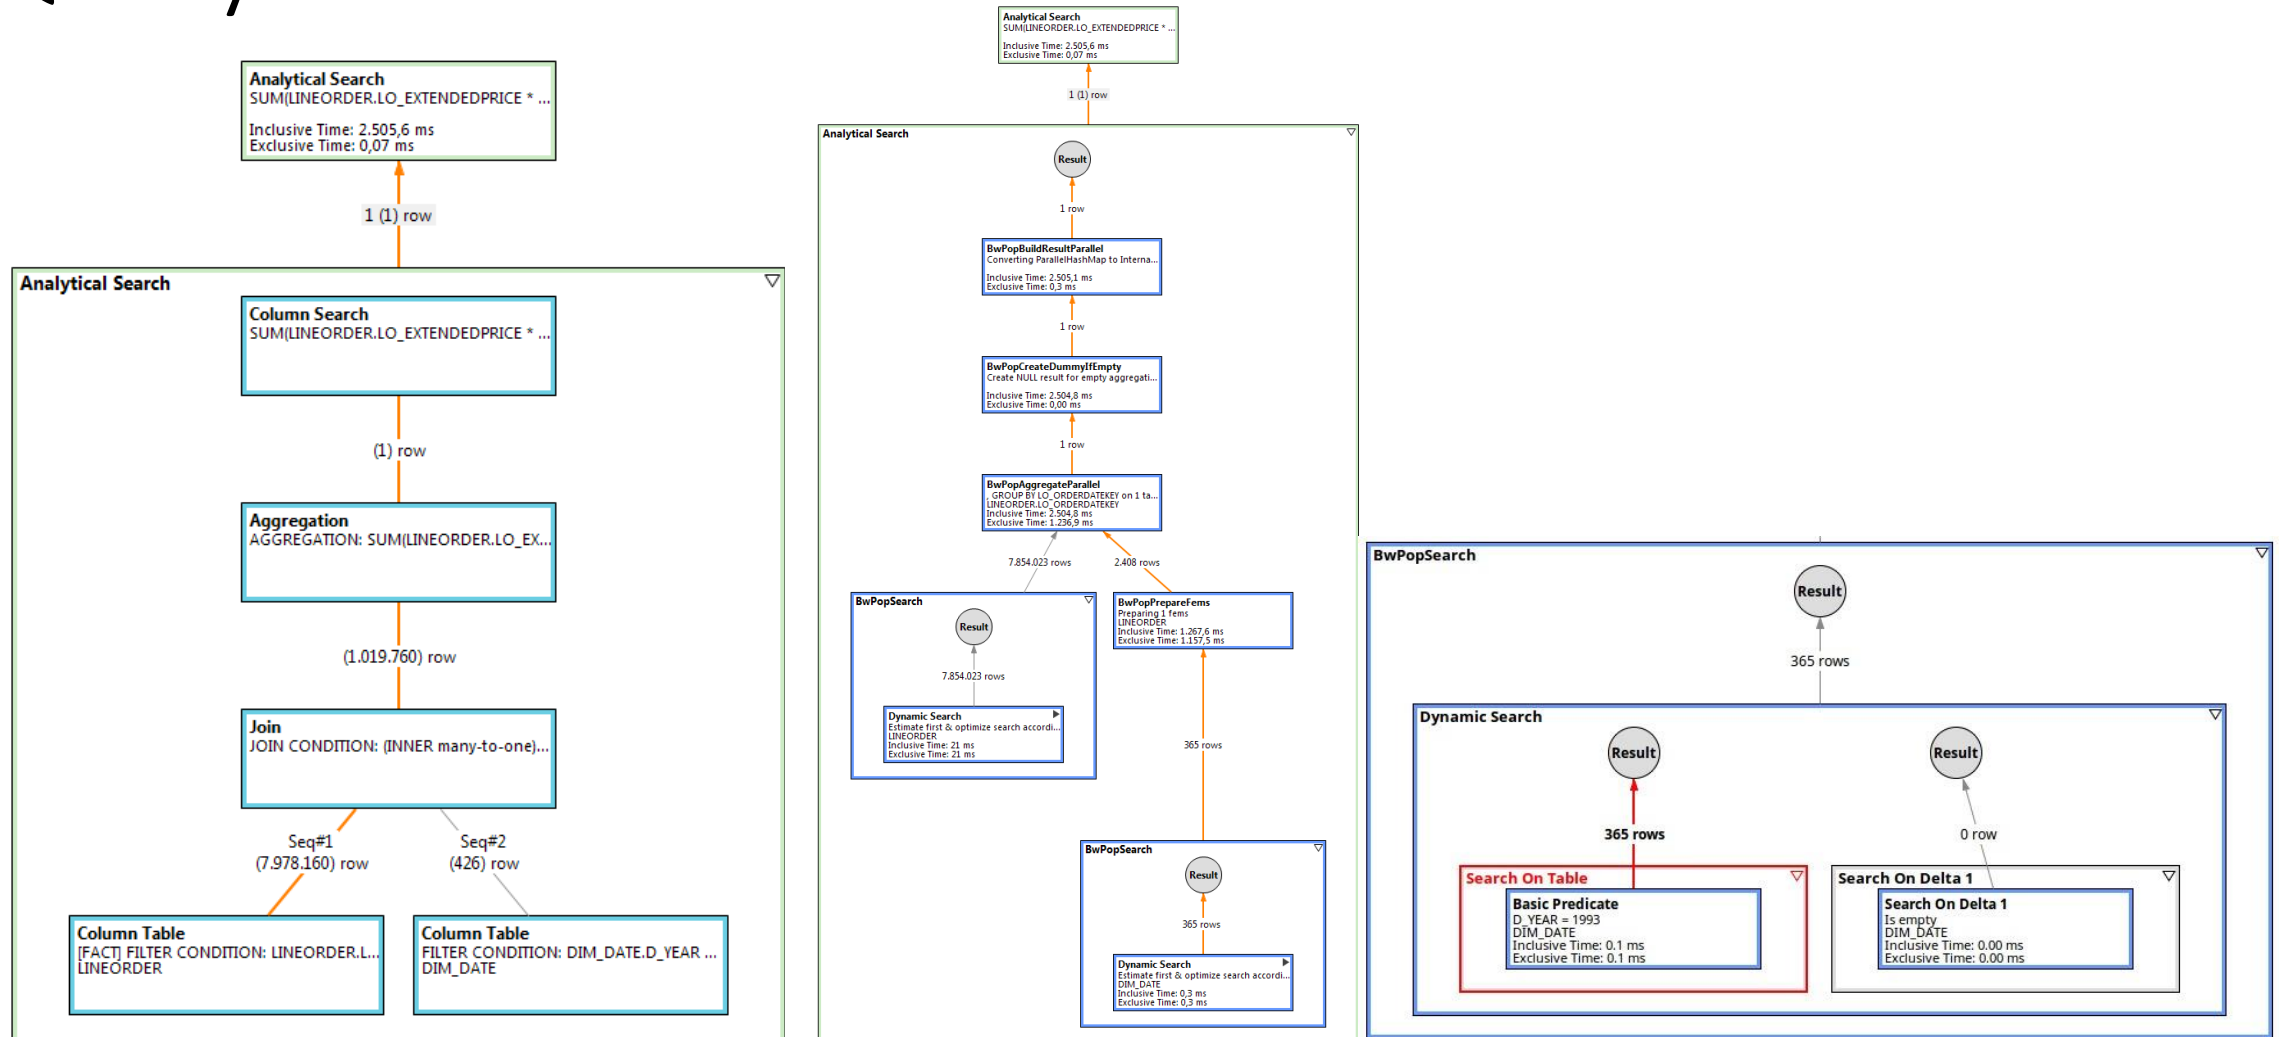 Analytical Search
SUM(LINEORDER.LO_EXTENDEDPRICE * ...
Inclusive Time: 2.505,6 ms
Exclusive Time: 0,07 ms
1 (1) row
Analytical Search
Column Search
SUM(LINEORDER.LO_EXTENDEDPRICE * ...
(1) row
Aggregation
AGGREGATION: SUM(LINEORDER.LO_EX...
(1.019.760) row
Join
JOIN CONDITION: (INNER many-to-one)...
Seq#1
(7.978.160) row
Seq#2
(426) row
Column Table
[FACT] FILTER CONDITION: LINEORDER.L...
LINEORDER
Column Table
FILTER CONDITION: DIM_DATE.D_YEAR ...
DIM_DATE
Analytical Search
SUM(LINEORDER.LO_EXTENDEDPRICE * ...
Inclusive Time: 2.505,6 ms
Exclusive Time: 0,07 ms
1 (1) row
Analytical Search
Result
1 row
BwPopBuildResultParallel
Converting ParallelHashMap to Interna...
Inclusive Time: 2.505,1 ms
Exclusive Time: 0,3 ms
1 row
BwPopCreateDummyIfEmpty
Create NULL result for empty aggregati...
Inclusive Time: 2.504,8 ms
Exclusive Time: 0,00 ms
1 row
BwPopAggregateParallel
, GROUP BY LO_ORDERDATEKEY on 1 ta...
LINEORDER.LO_ORDERDATEKEY
Inclusive Time: 2.504,8 ms
Exclusive Time: 1.236,9 ms
7.854.023 rows
2.408 rows
BwPopSearch
Result
7.854.023 rows
Dynamic Search
Estimate first & optimize search accordi...
LINEORDER
Inclusive Time: 21 ms
Exclusive Time: 21 ms
BwPopPrepareFems
Preparing 1 fems
LINEORDER
Inclusive Time: 1.267,6 ms
Exclusive Time: 1.157,5 ms
365 rows
BwPopSearch
Result
365 rows
Dynamic Search
Estimate first & optimize search accordi...
DIM_DATE
Inclusive Time: 0,3 ms
Exclusive Time: 0,3 ms
BwPopSearch
Result
365 rows
Dynamic Search
Result
Result
365 rows
0 row
Search On Table
Basic Predicate
D_YEAR = 1993
DIM_DATE
Inclusive Time: 0.1 ms
Exclusive Time: 0.1 ms
Search On Delta 1
Search On Delta 1
Is empty
DIM_DATE
Inclusive Time: 0.00 ms
Exclusive Time: 0.00 ms